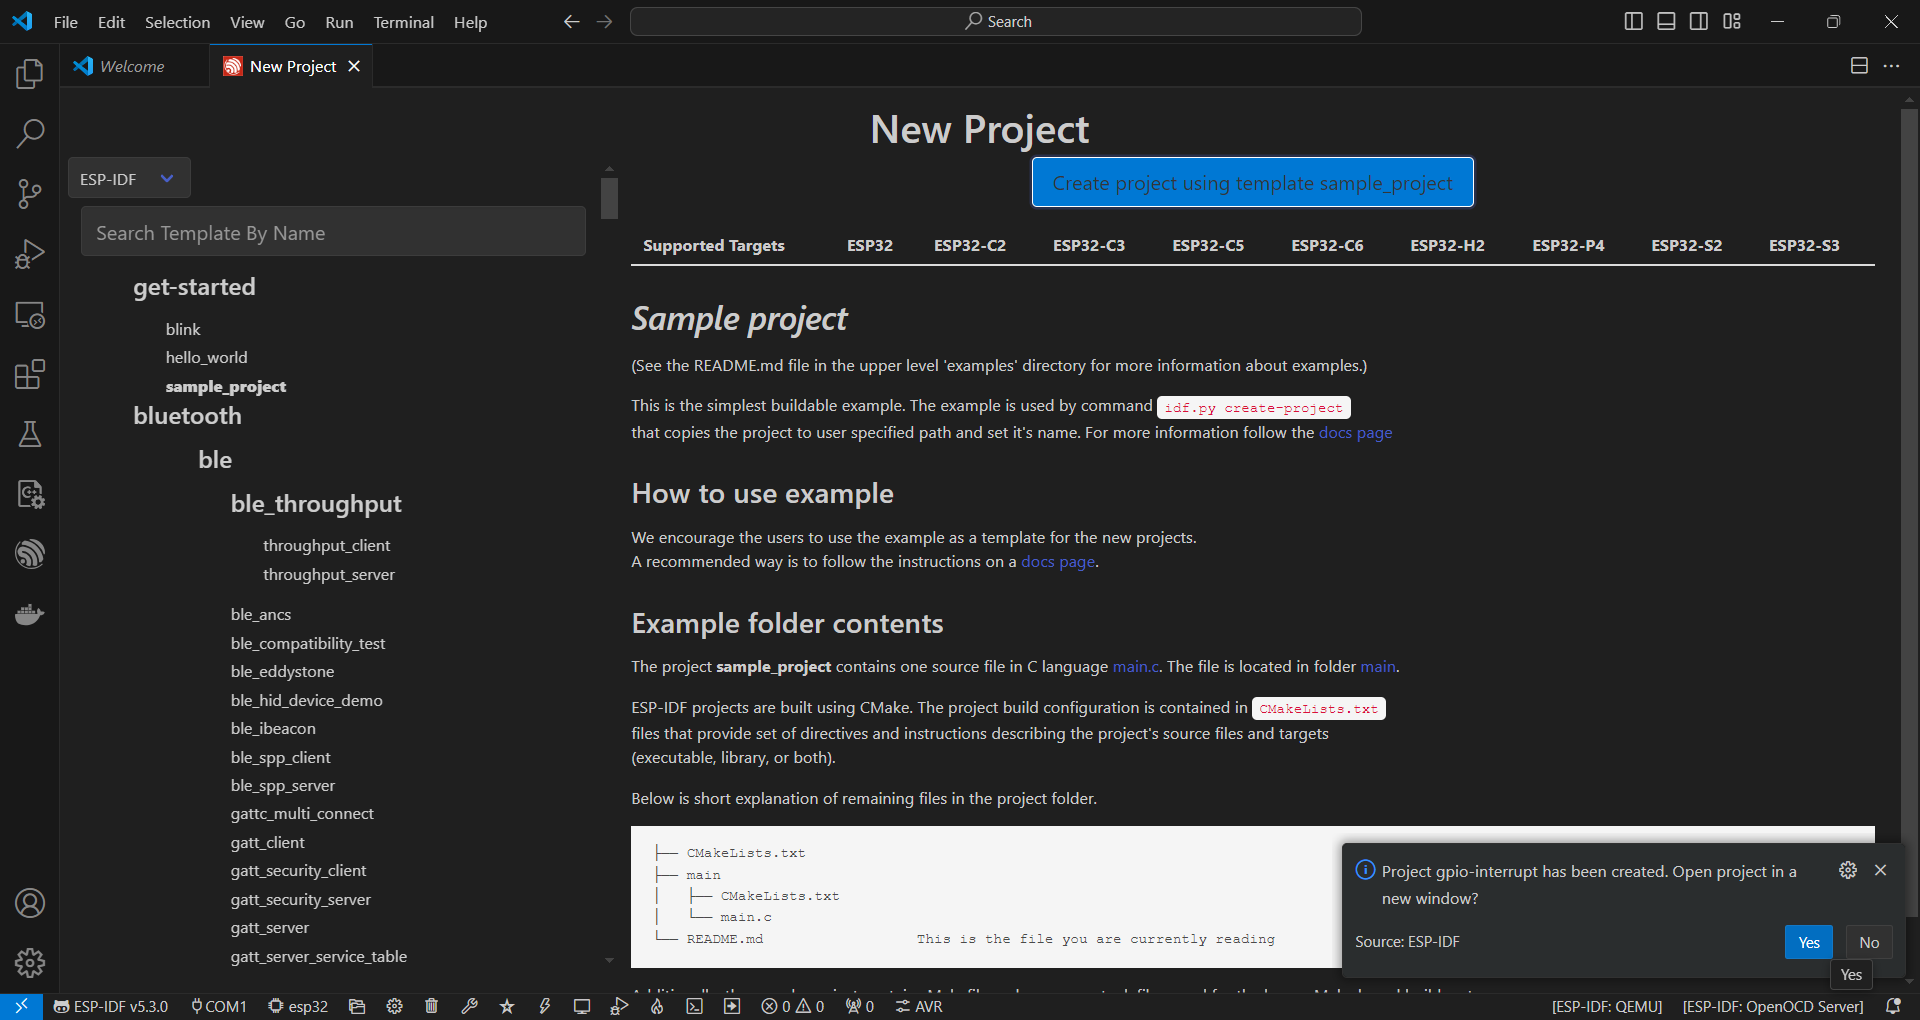 File Edit Selection View Go Run Terminal Help
Search
Welcome
New Project
New Project
ESP-IDF
Search Template By Name
get-started
blink
hello_world
sample_project
bluetooth
ble
ble_throughput
throughput_client
throughput_server
ble_ancs
ble_compatibility_test
ble_eddystone
ble_hid_device_demo
ble_ibeacon
ble_spp_client
ble_spp_server
gattc_multi_connect
gatt_client
gatt_security_client
gatt_security_server
gatt_server
gatt_server_service_table
Create project using template sample_project
Supported Targets ESP32 ESP32-C2 ESP32-C3 ESP32-C5 ESP32-C6 ESP32-H2 ESP32-P4 ESP32-S2 ESP32-S3
Sample project
(See the README.md file in the upper level 'examples' directory for more information about examples.)
This is the simplest buildable example. The example is used by command idf.py create-project
that copies the project to user specified path and set it's name. For more information follow the docs page
How to use example
We encourage the users to use the example as a template for the new projects.
A recommended way is to follow the instructions on a docs page.
Example folder contents
The project sample_project contains one source file in C language main.c. The file is located in folder main.
ESP-IDF projects are built using CMake. The project build configuration is contained in CMakeLists.txt
files that provide set of directives and instructions describing the project's source files and targets
(executable, library, or both).
Below is short explanation of remaining files in the project folder.
├── CMakeLists.txt
├── main
│   ├── CMakeLists.txt
│   └── main.c
└── README.md This is the file you are currently reading
Project gpio-interrupt has been created. Open project in a
new window?
Source: ESP-IDF
Yes
No
Yes
ESP-IDF v5.3.0 COM1 esp32 0 0 0 AVR [ESP-IDF: QEMU] [ESP-IDF: OpenOCD Server]